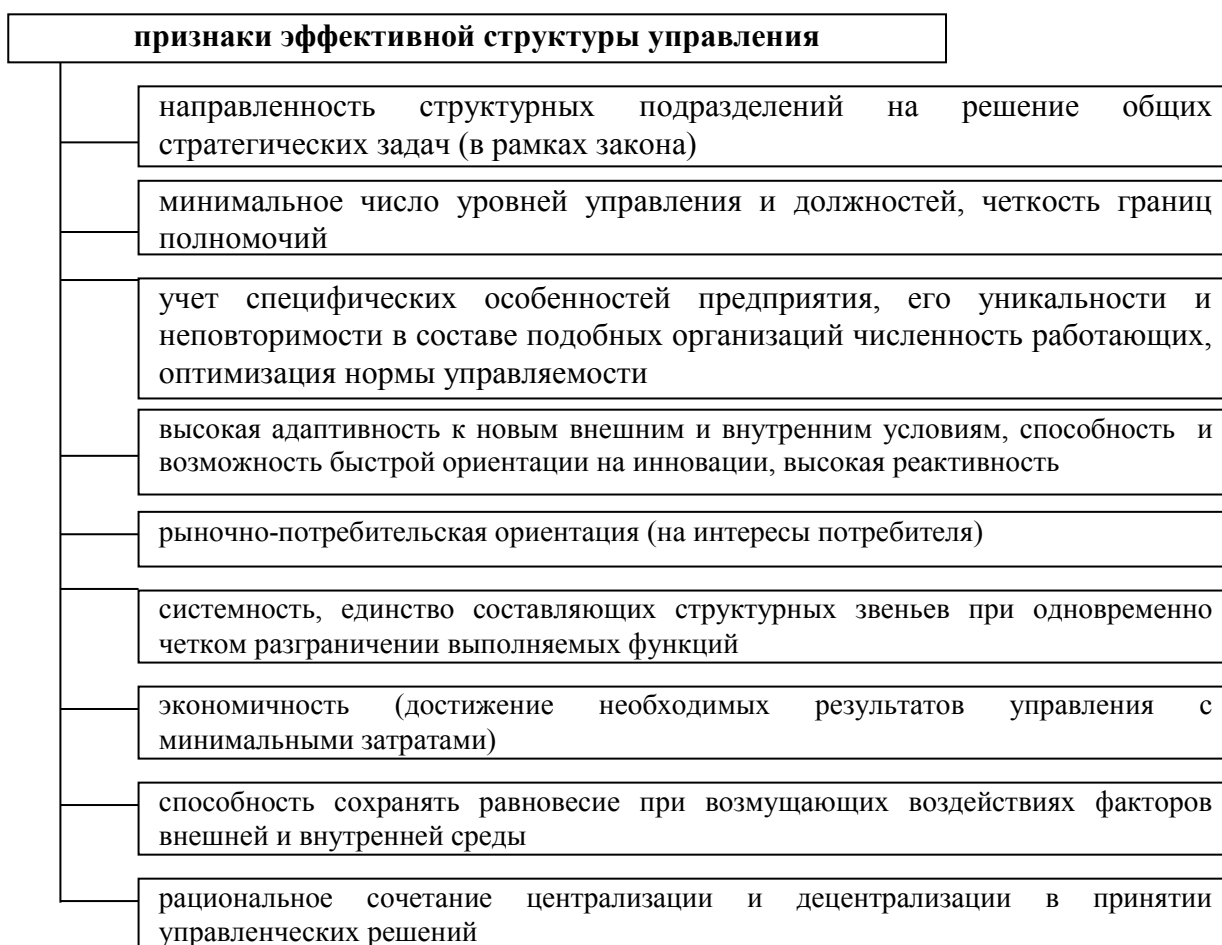 признаки эффективной структуры управления
направленность структурных подразделений на решение общих
стратегических задач (в рамках закона)
минимальное число уровней управления и должностей, четкость границ
полномочий
учет специфических особенностей предприятия, его уникальности и
неповторимости в составе подобных организаций численность работающих,
оптимизация нормы управляемости
высокая адаптивность к новым внешним и внутренним условиям, способность и
возможность быстрой ориентации на инновации, высокая реактивность
рыночно-потребительская ориентация (на интересы потребителя)
системность, единство составляющих структурных звеньев при одновременно
четком разграничении выполняемых функций
экономичность (достижение необходимых результатов управления с
минимальными затратами)
способность сохранять равновесие при возмущающих воздействиях факторов
внешней и внутренней среды
рациональное сочетание централизации и децентрализации в принятии
управленческих решений